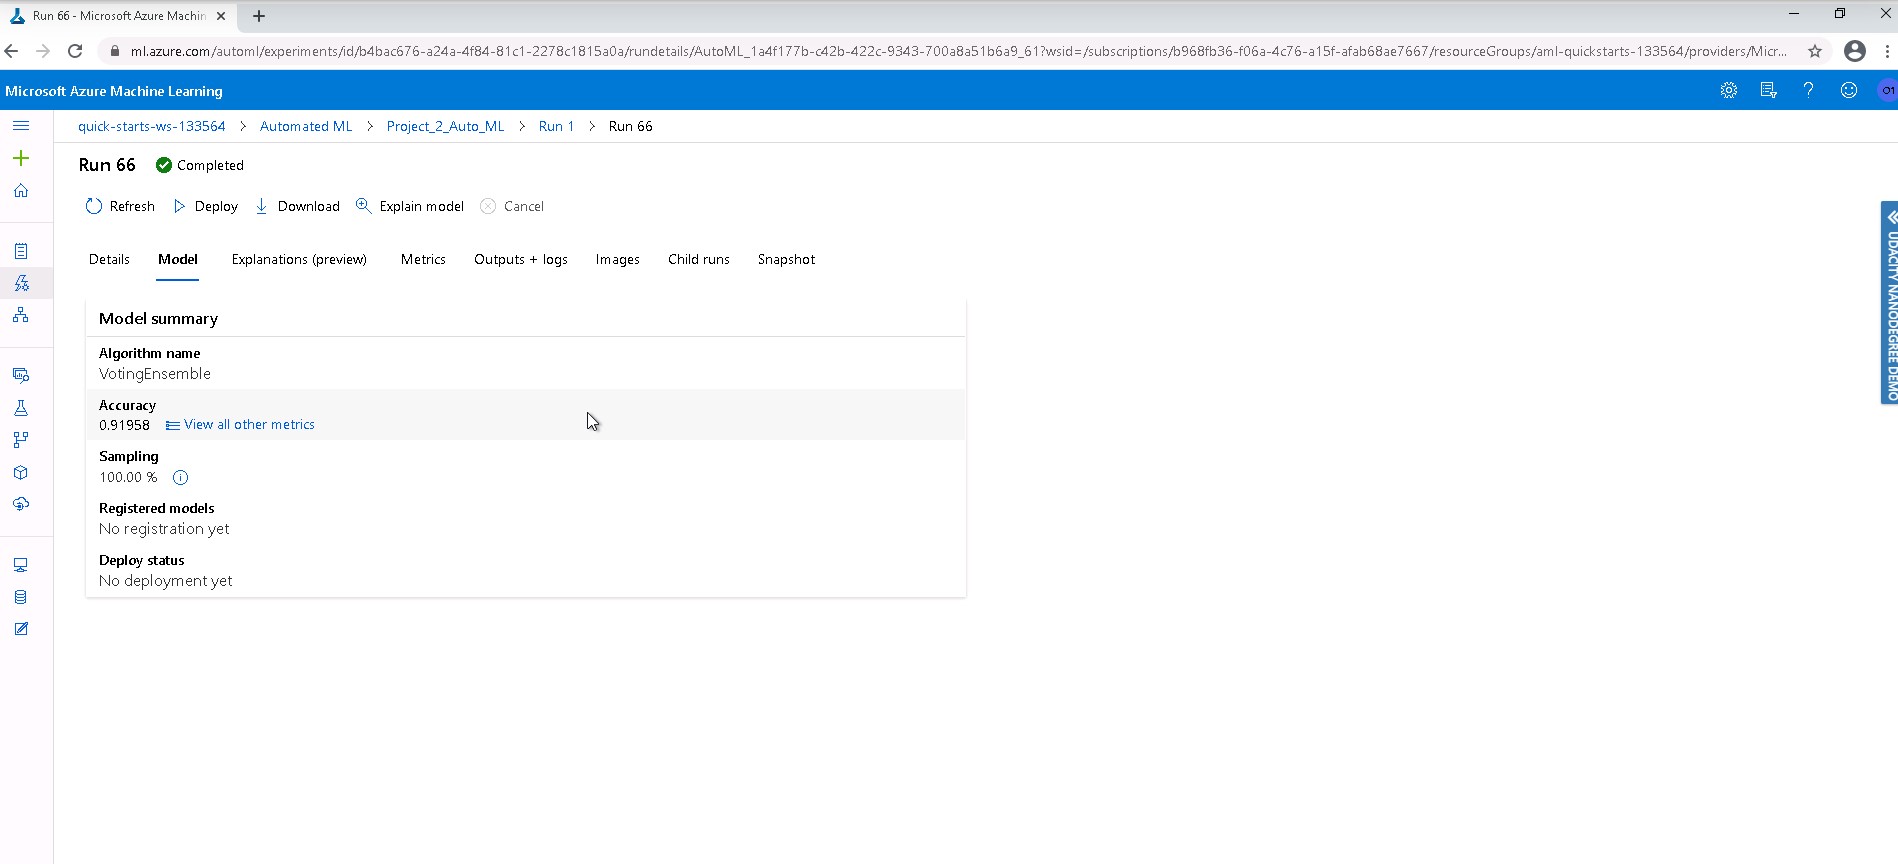 Run 66 - Microsoft Azure Machin
ml.azure.com/automl/experiments/id/b4bac676-a24a-4f84-81c1-2278c1815a0a/rundetails/AutoML_1a4f177b-c42b-422c-9343-700a8a51b6a9_61?wsid=/subscriptions/b968fb36-f06a-4c76-a15f-afab68ae7667/resourceGroups/aml-quickstarts-133564/providers/Micr...
Microsoft Azure Machine Learning
O1
quick-starts-ws-133564 > Automated ML > Project_2_Auto_ML > Run 1 > Run 66
Run 66 Completed
Refresh Deploy Download Explain model Cancel
Details Model Explanations (preview) Metrics Outputs + logs Images Child runs Snapshot
Model summary
Algorithm name
VotingEnsemble
Accuracy
0.91958 View all other metrics
Sampling
100.00 %
Registered models
No registration yet
Deploy status
No deployment yet
UDACITY NANODEGREE DEMO